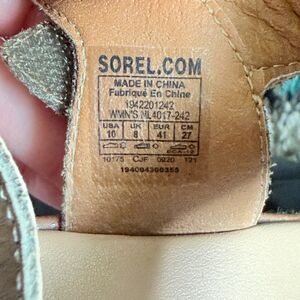 SOREL.COM
MADE IN CHINA
Fabriqué En Chine
1942201242
WMN'S NL4017-242
USA UK EUR CM
10 8 41 27
10175 CJF 0920 121
194004300355